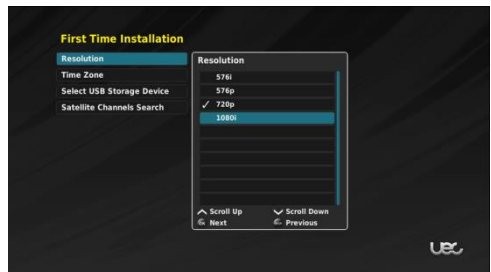 First Time Installation
Resolution
Time Zone
Select USB Storage Device
Satellite Channels Search
Resolution
576i
576p
✓ 720p
1080i
Scroll Up Scroll Down
Next Previous
UEC